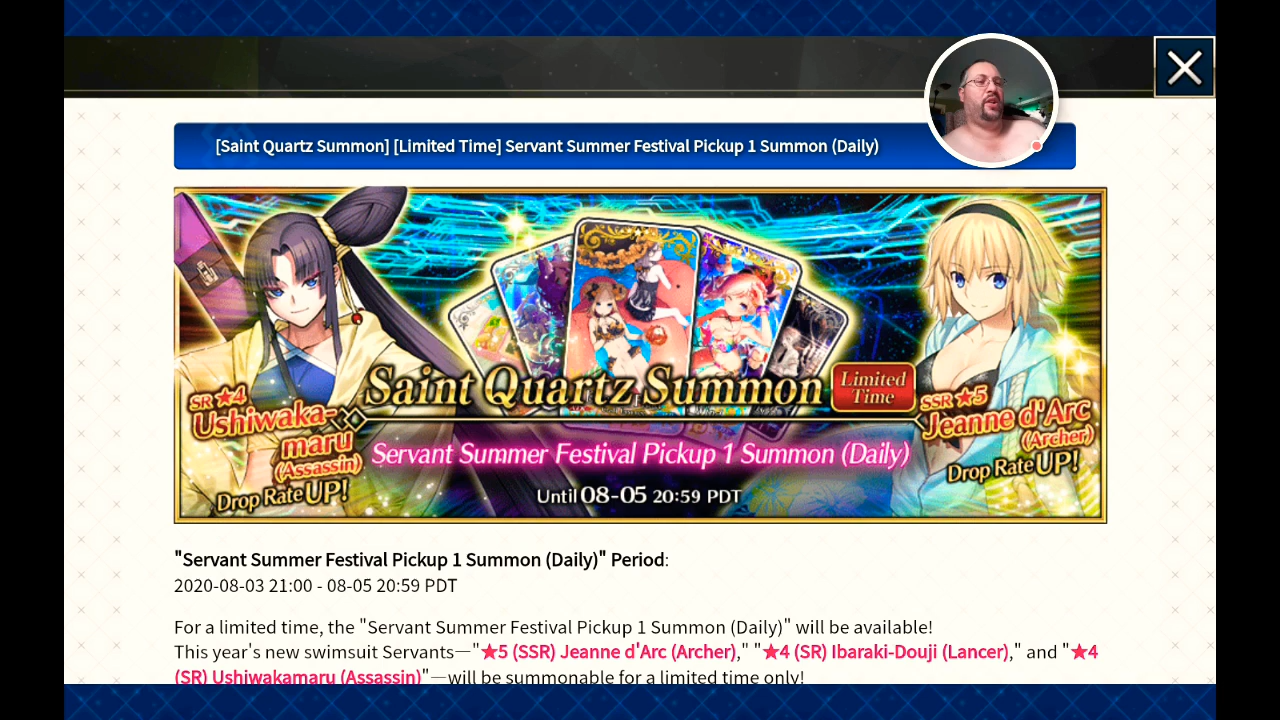 [Saint Quartz Summon] [Limited Time] Servant Summer Festival Pickup 1 Summon (Daily)
Saint Quartz Summon
Limited
Time
SR ★4
Ushiwaka-
maru
(Assassin)
Drop Rate UP!
SSR ★5
Jeanne d'Arc
(Archer)
Drop Rate UP!
Servant Summer Festival Pickup 1 Summon (Daily)
Until 08-05 20:59 PDT
"Servant Summer Festival Pickup 1 Summon (Daily)" Period:
2020-08-03 21:00 - 08-05 20:59 PDT
For a limited time, the "Servant Summer Festival Pickup 1 Summon (Daily)" will be available!
This year's new swimsuit Servants—"★5 (SSR) Jeanne d'Arc (Archer)," "★4 (SR) Ibaraki-Douji (Lancer)," and "★4
(SR) Ushiwakamaru (Assassin)"—will be summonable for a limited time only!